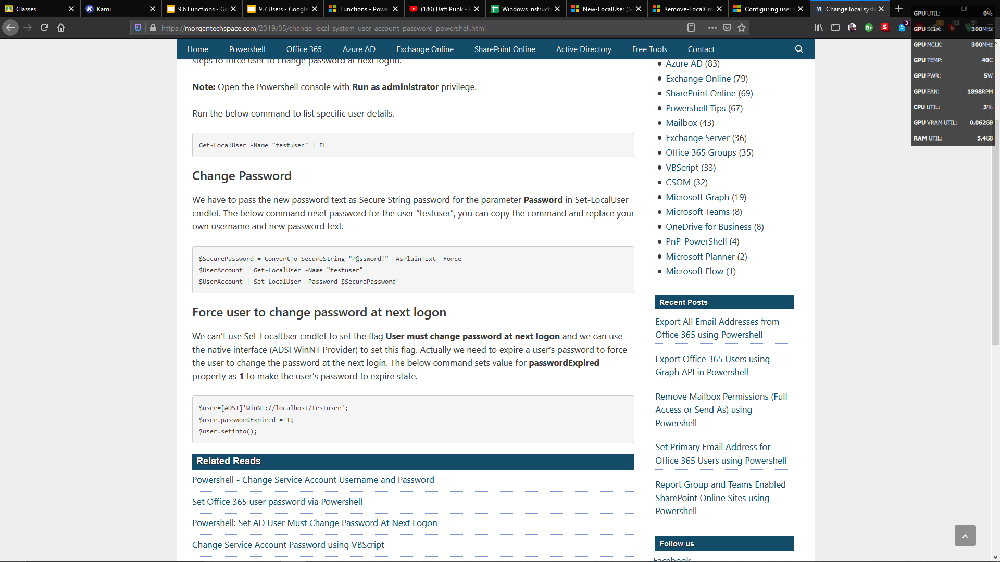 Classes
Kami
9.6 Functions - Go
9.7 Users - Google
Functions - Powe
(180) Daft Punk -
Windows Instruct
New-LocalUser (M
Remove-LocalGro
Configuring user a
Change local syst
https://morgantechspace.com/2019/05/change-local-system-user-account-password-powershell.html
3
13
9
GPU UTIL: 0%
GPU SCLK: 300MHz
GPU MCLK: 300MHz
GPU TEMP: 40C
GPU PWR: 5W
GPU FAN: 1898RPM
CPU UTIL: 3%
GPU VRAM UTIL: 0.062GB
RAM UTIL: 5.4GB
Home Powershell Office 365 Azure AD Exchange Online SharePoint Online Active Directory Free Tools Contact
steps to force user to change password at next logon.
Note: Open the Powershell console with Run as administrator privilege.
Run the below command to list specific user details.
Get-LocalUser -Name "testuser" | FL
Change Password
We have to pass the new password text as Secure String password for the parameter Password in Set-LocalUser
cmdlet. The below command reset password for the user “testuser”, you can copy the command and replace your
own username and new password text.
$SecurePassword = ConvertTo-SecureString "P@ssword!" -AsPlainText -Force
$UserAccount = Get-LocalUser -Name "testuser"
$UserAccount | Set-LocalUser -Password $SecurePassword
Force user to change password at next logon
We can’t use Set-LocalUser cmdlet to set the flag User must change password at next logon and we can use
the native interface (ADSI WinNT Provider) to set this flag. Actually we need to expire a user’s password to force
the user to change the password at the next login. The below command sets value for passwordExpired
property as 1 to make the user’s password to expire state.
$user=[ADSI]'WinNT://localhost/testuser';
$user.passwordExpired = 1;
$user.setinfo();
Related Reads
Powershell - Change Service Account Username and Password
Set Office 365 user password via Powershell
Powershell: Set AD User Must Change Password At Next Logon
Change Service Account Password using VBScript
Azure AD (83)
Exchange Online (79)
SharePoint Online (69)
Powershell Tips (67)
Mailbox (43)
Exchange Server (36)
Office 365 Groups (35)
VBScript (33)
CSOM (32)
Microsoft Graph (19)
Microsoft Teams (8)
OneDrive for Business (8)
PnP-PowerShell (4)
Microsoft Planner (2)
Microsoft Flow (1)
Recent Posts
Export All Email Addresses from
Office 365 using Powershell
Export Office 365 Users using
Graph API in Powershell
Remove Mailbox Permissions (Full
Access or Send As) using
Powershell
Set Primary Email Address for
Office 365 Users using Powershell
Report Group and Teams Enabled
SharePoint Online Sites using
Powershell
Follow us
Facebook